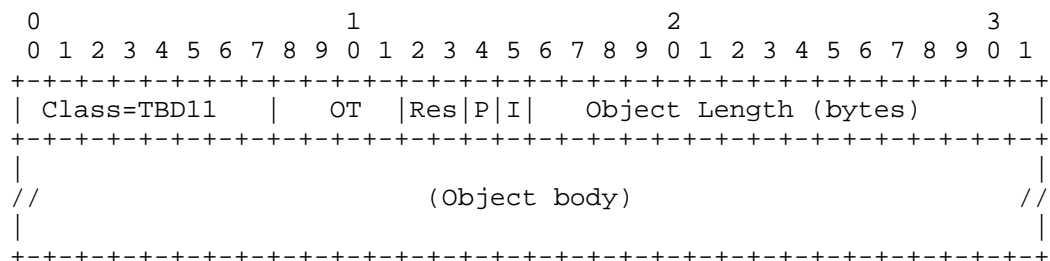 0                   1                   2                   3
 0 1 2 3 4 5 6 7 8 9 0 1 2 3 4 5 6 7 8 9 0 1 2 3 4 5 6 7 8 9 0 1
+-+-+-+-+-+-+-+-+-+-+-+-+-+-+-+-+-+-+-+-+-+-+-+-+-+-+-+-+-+-+-+-+
| Class=TBD11   |   OT  |Res|P|I|   Object Length (bytes)       |
+-+-+-+-+-+-+-+-+-+-+-+-+-+-+-+-+-+-+-+-+-+-+-+-+-+-+-+-+-+-+-+-+
|                                                               |
//                        (Object body)                        //
|                                                               |
+-+-+-+-+-+-+-+-+-+-+-+-+-+-+-+-+-+-+-+-+-+-+-+-+-+-+-+-+-+-+-+-+